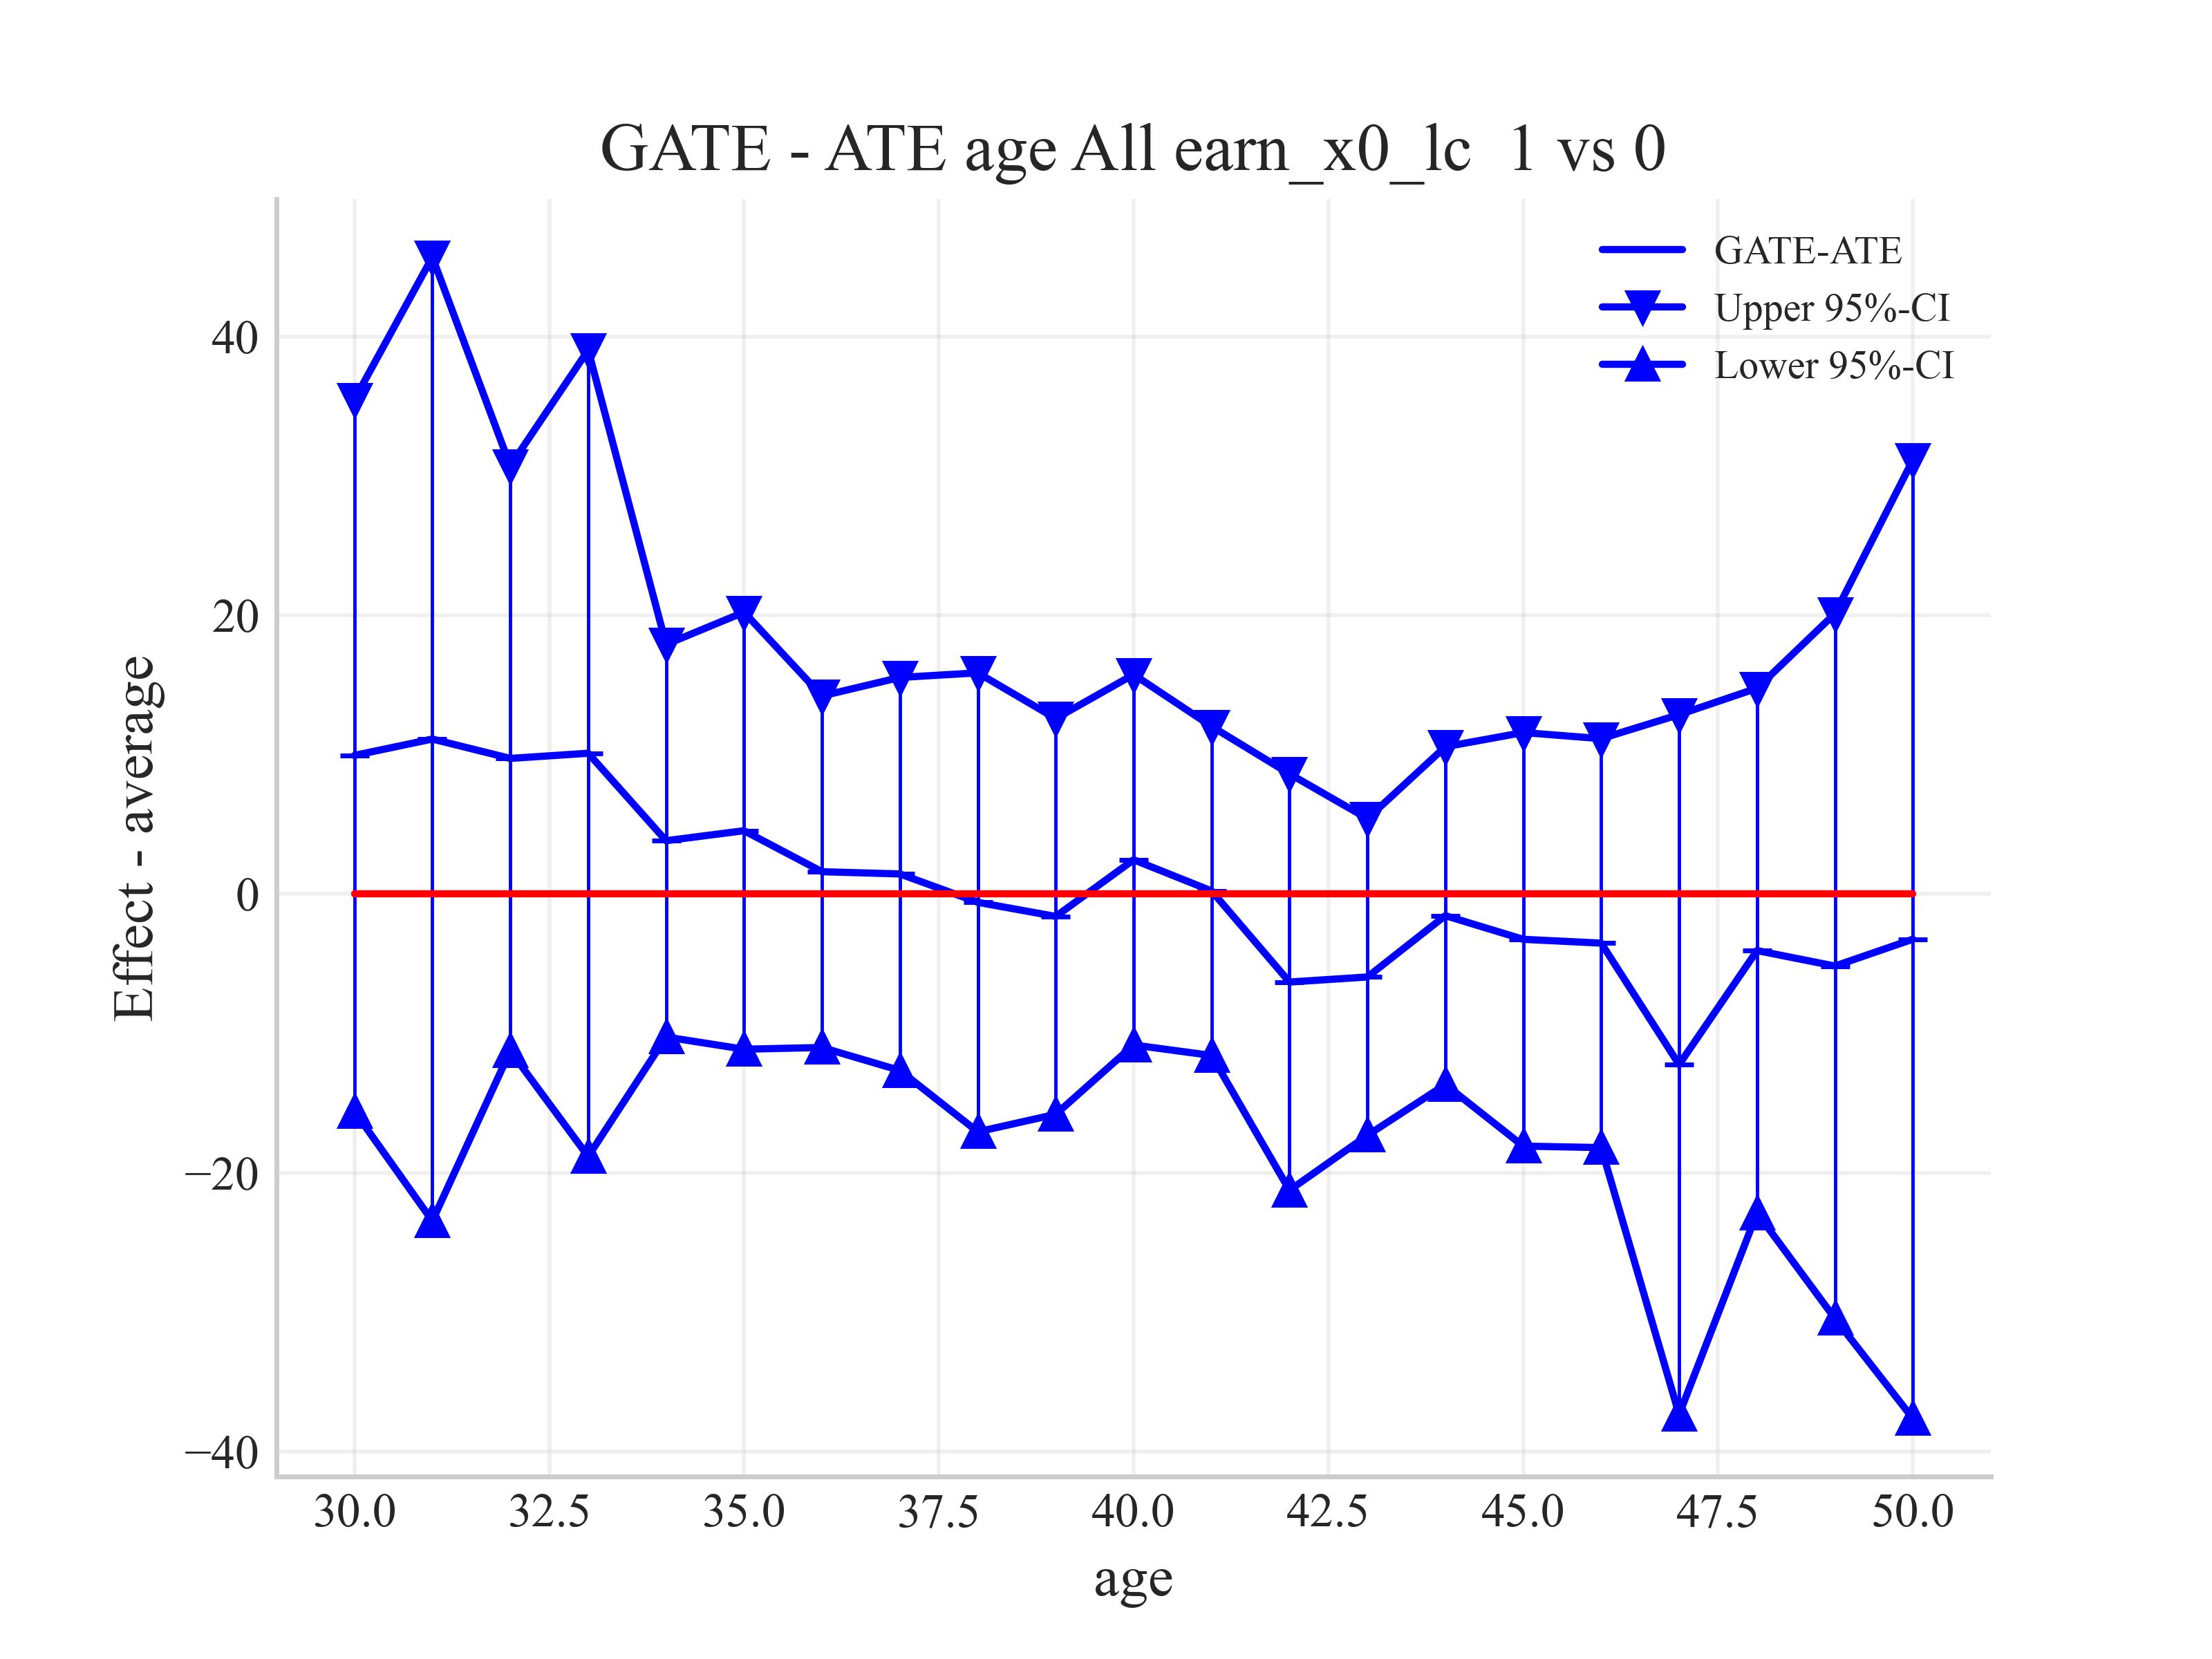 GATE - ATE age All earn_x0_lc  1 vs 0
GATE-ATE
Upper 95%-CI
Lower 95%-CI
Effect - average
40
20
0
−20
−40
30.0 32.5 35.0 37.5 40.0 42.5 45.0 47.5 50.0
age